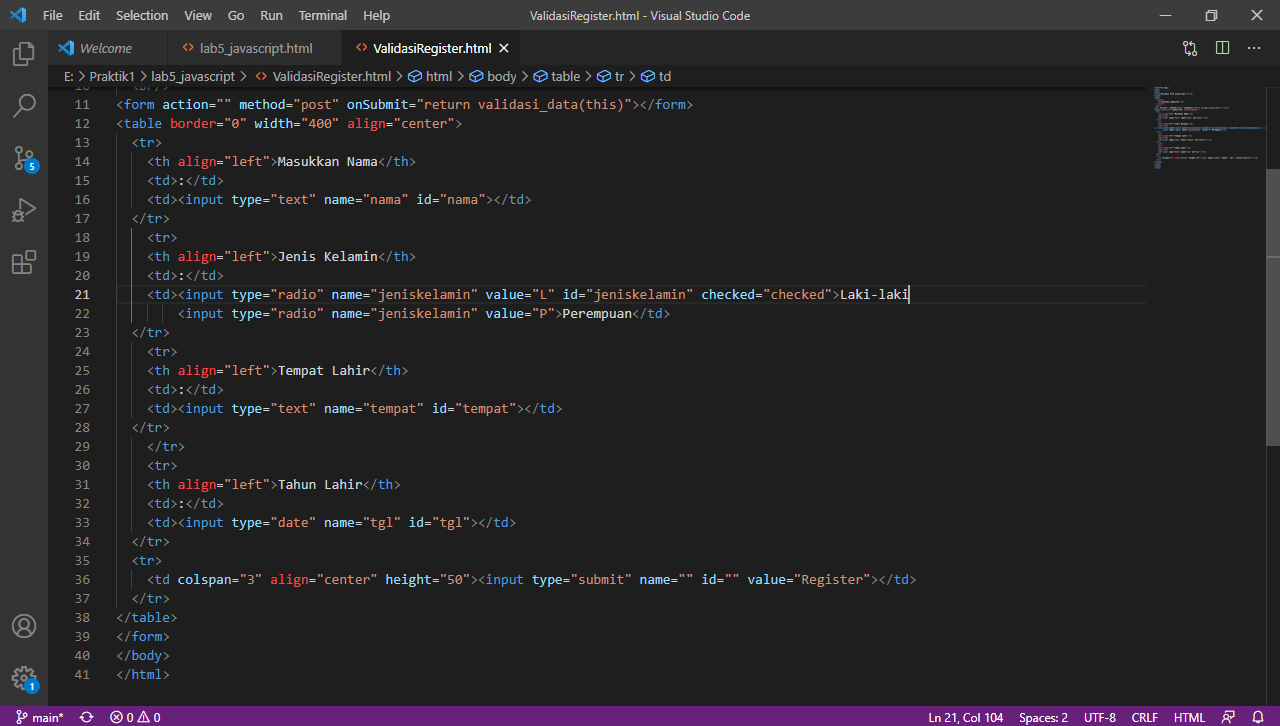 File Edit Selection View Go Run Terminal Help ValidasiRegister.html - Visual Studio Code
Welcome lab5_javascript.html ValidasiRegister.html
E: > Praktik1 > lab5_javascript > ValidasiRegister.html > html > body > table > tr > td
11 <form action="" method="post" onSubmit="return validasi_data(this)"></form>
12 <table border="0" width="400" align="center">
13 <tr>
14 <th align="left">Masukkan Nama</th>
15 <td>:</td>
16 <td><input type="text" name="nama" id="nama"></td>
17 </tr>
18 <tr>
19 <th align="left">Jenis Kelamin</th>
20 <td>:</td>
21 <td><input type="radio" name="jeniskelamin" value="L" id="jeniskelamin" checked="checked">Laki-laki
22 <input type="radio" name="jeniskelamin" value="P">Perempuan</td>
23 </tr>
24 <tr>
25 <th align="left">Tempat Lahir</th>
26 <td>:</td>
27 <td><input type="text" name="tempat" id="tempat"></td>
28 </tr>
29 </tr>
30 <tr>
31 <th align="left">Tahun Lahir</th>
32 <td>:</td>
33 <td><input type="date" name="tgl" id="tgl"></td>
34 </tr>
35 <tr>
36 <td colspan="3" align="center" height="50"><input type="submit" name="" id="" value="Register"></td>
37 </tr>
38 </table>
39 </form>
40 </body>
41 </html>
5
1
main* 0 0 Ln 21, Col 104 Spaces: 2 UTF-8 CRLF HTML